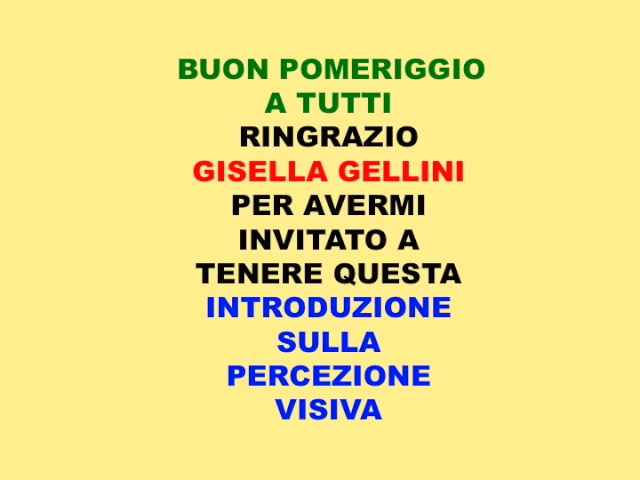 BUON POMERIGGIO
A TUTTI
RINGRAZIO
GISELLA GELLINI
PER AVERMI
INVITATO A
TENERE QUESTA
INTRODUZIONE
SULLA
PERCEZIONE
VISIVA